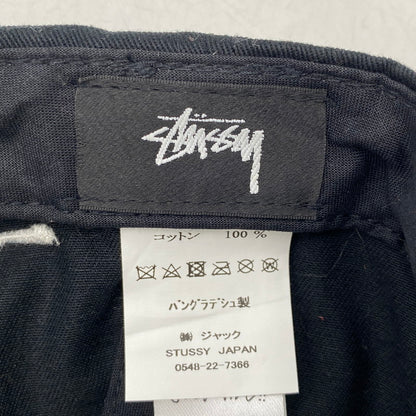 stüssy
コットン 100 %
バングラデシュ製
㈱ ジャック
STUSSY JAPAN
0548-22-7366